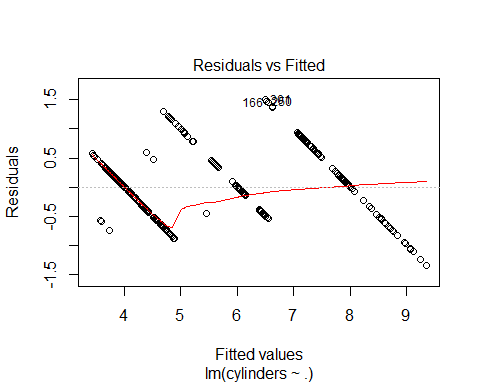 Residuals vs Fitted
Residuals
1.5
0.5
-0.5
-1.5
4 5 6 7 8 9
Fitted values
lm(cylinders ~ .)